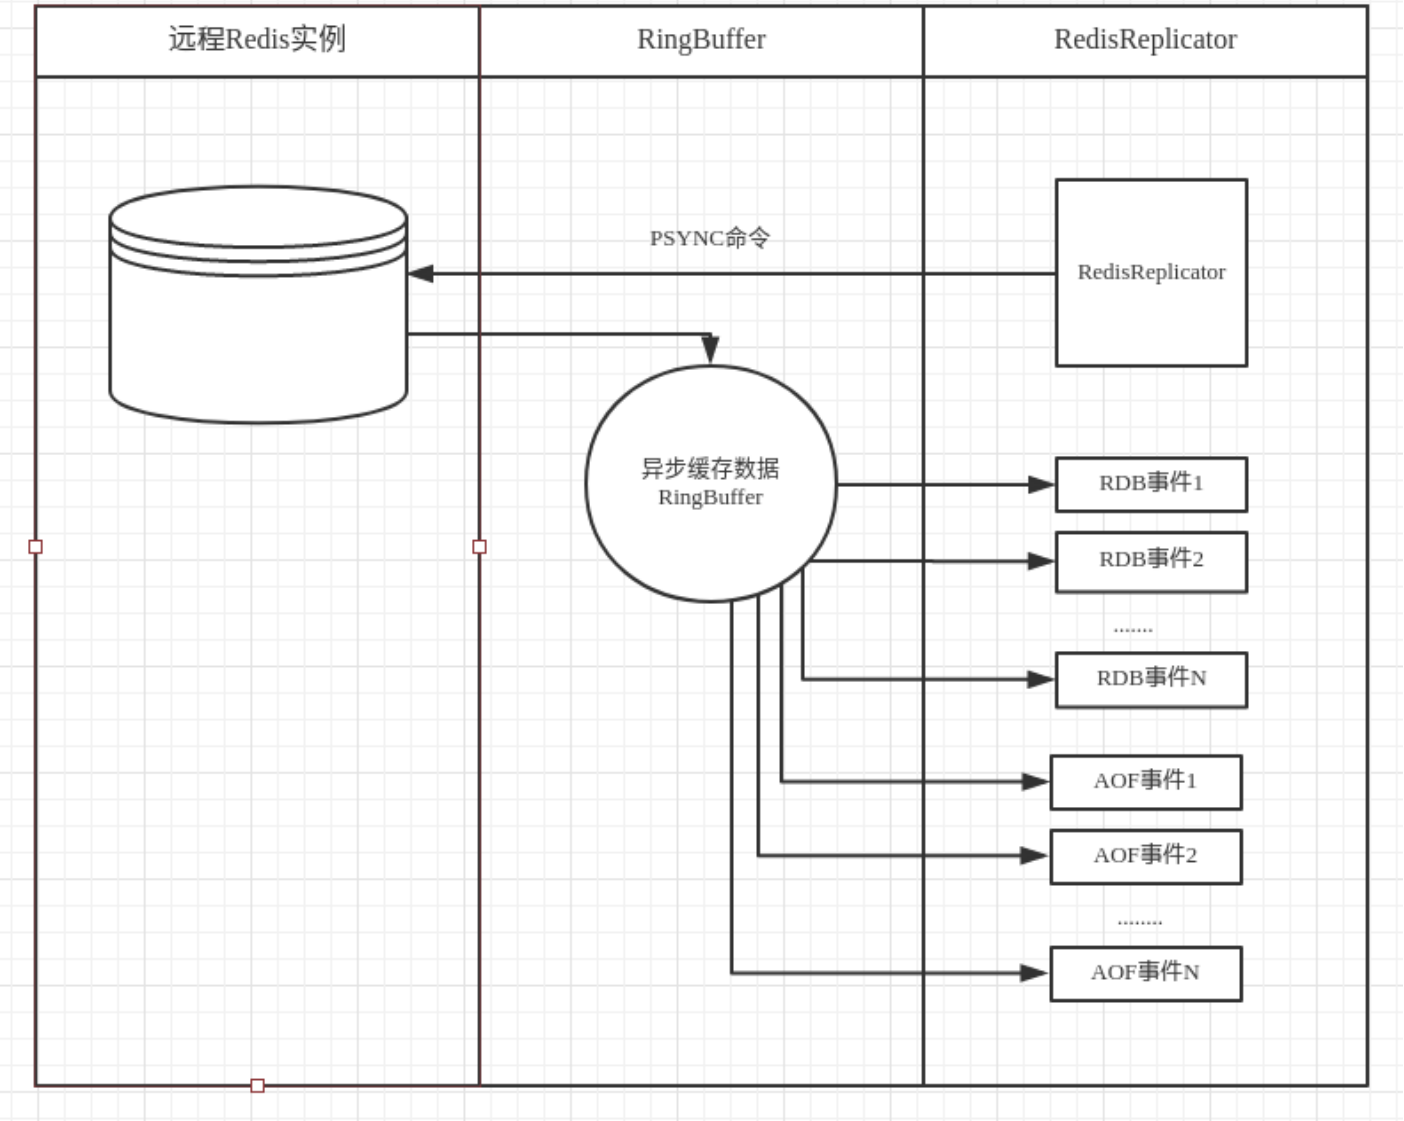 远程Redis实例
RingBuffer
RedisReplicator
PSYNC命令
RedisReplicator
异步缓存数据
RingBuffer
RDB事件1
RDB事件2
.......
RDB事件N
AOF事件1
AOF事件2
........
AOF事件N